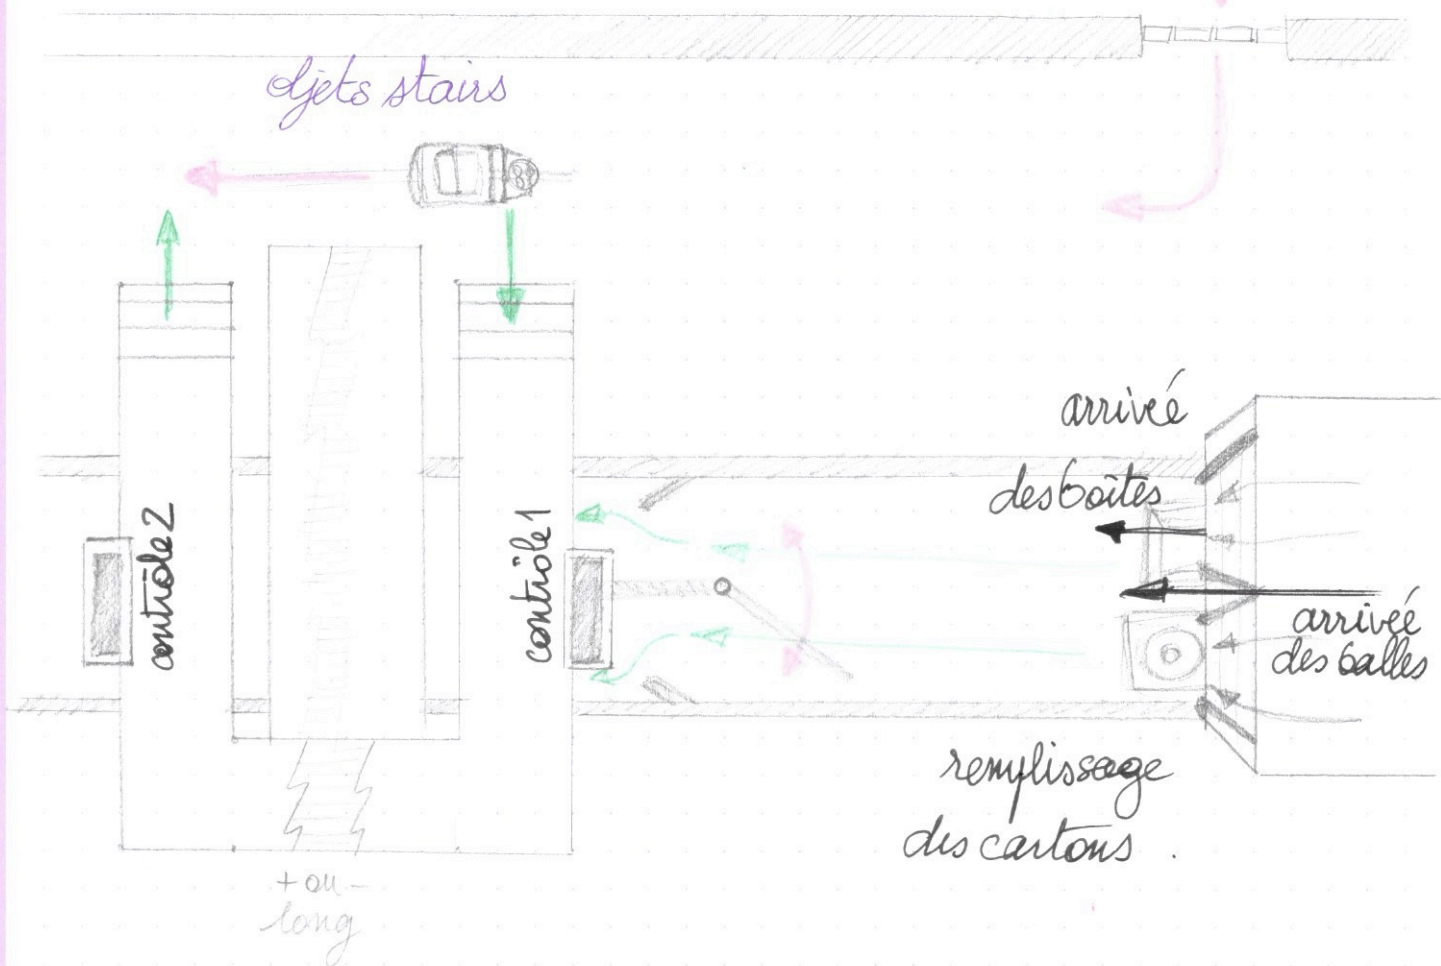 objets stairs
arrivée
des boîtes
contrôle 2
contrôle 1
arrivée
des balles
remplissage
des cartons.
+ ou -
long